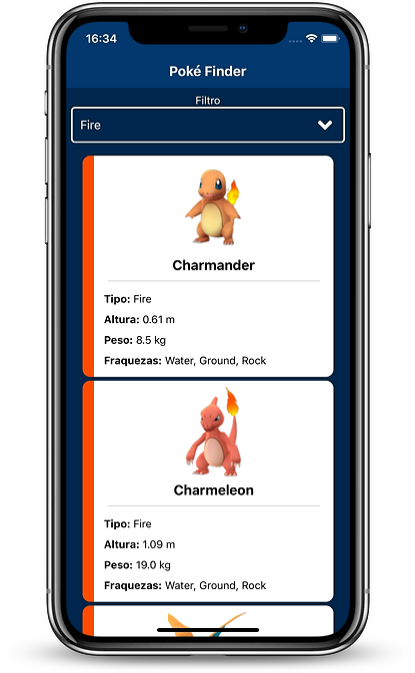 16:34
Poké Finder
Filtro
Fire
Charmander
Tipo: Fire
Altura: 0.61 m
Peso: 8.5 kg
Fraquezas: Water, Ground, Rock
Charmeleon
Tipo: Fire
Altura: 1.09 m
Peso: 19.0 kg
Fraquezas: Water, Ground, Rock